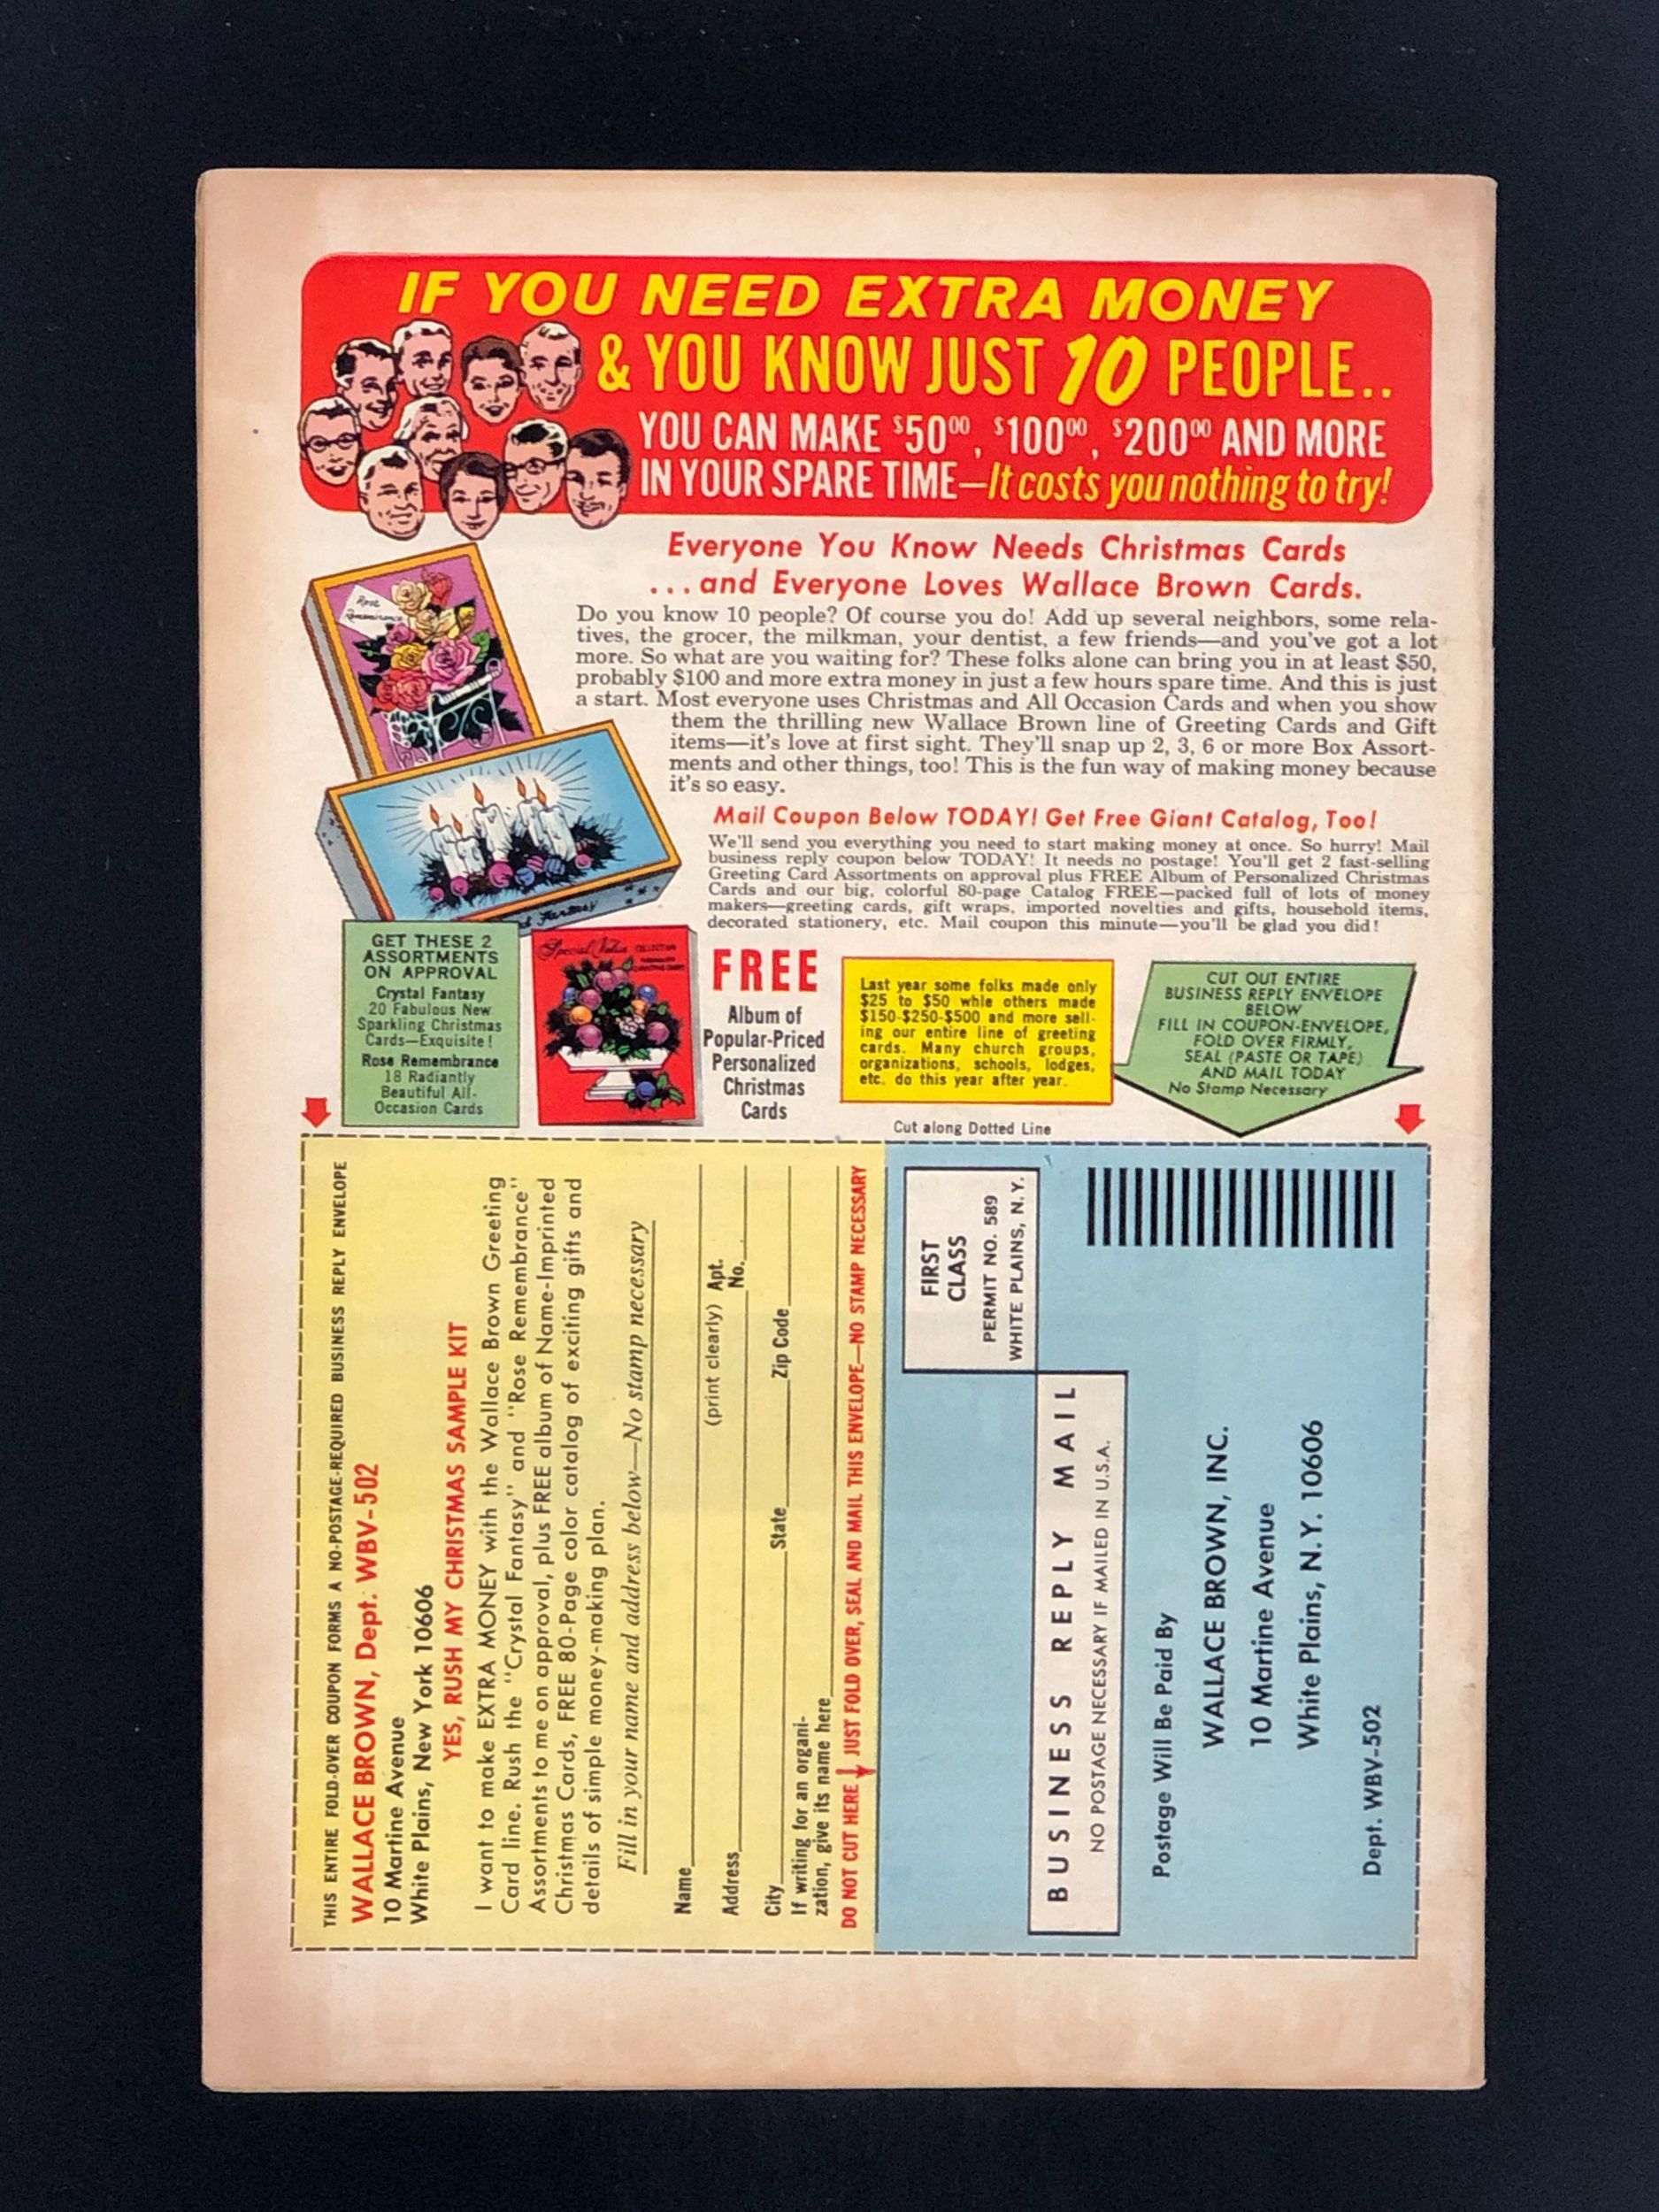 IF YOU NEED EXTRA MONEY
& YOU KNOW JUST 10 PEOPLE..
YOU CAN MAKE $50⁰⁰, $100⁰⁰, $200⁰⁰ AND MORE
IN YOUR SPARE TIME—It costs you nothing to try!
Everyone You Know Needs Christmas Cards
...and Everyone Loves Wallace Brown Cards.
Do you know 10 people? Of course you do! Add up several neighbors, some rela-
tives, the grocer, the milkman, your dentist, a few friends—and you've got a lot
more. So what are you waiting for? These folks alone can bring you in at least $50,
probably $100 and more extra money in just a few hours spare time. And this is just
a start. Most everyone uses Christmas and All Occasion Cards and when you show
them the thrilling new Wallace Brown line of Greeting Cards and Gift
items—it's love at first sight. They'll snap up 2, 3, 6 or more Box Assort-
ments and other things, too! This is the fun way of making money because
it's so easy.
Mail Coupon Below TODAY! Get Free Giant Catalog, Too!
We'll send you everything you need to start making money at once. So hurry! Mail
business reply coupon below TODAY! It needs no postage! You'll get 2 fast-selling
Greeting Card Assortments on approval plus FREE Album of Personalized Christmas
Cards and our big, colorful 80-page Catalog FREE—packed full of lots of money
makers—greeting cards, gift wraps, imported novelties and gifts, household items,
decorated stationery, etc. Mail coupon this minute—you'll be glad you did!
Rose
Fantasy
GET THESE 2
ASSORTMENTS
ON APPROVAL
Crystal Fantasy
20 Fabulous New
Sparkling Christmas
Cards—Exquisite!
Rose Remembrance
18 Radiantly
Beautiful All-
Occasion Cards
Special Value COLLECTION
FREE
Album of
Popular-Priced
Personalized
Christmas
Cards
Last year some folks made only
$25 to $50 whle others made
$150-$250-$500 and more sell-
ing our entire line of greeting
cards. Many church groups,
organizations, schools, lodges,
etc. do this year after year.
CUT OUT ENTIRE
BUSINESS REPLY ENVELOPE
BELOW
FILL IN COUPON-ENVELOPE,
FOLD OVER FIRMLY,
SEAL (PASTE OR TAPE)
AND MAIL TODAY
No Stamp Necessary
Cut along Dotted Line
THIS ENTIRE FOLD-OVER COUPON FORMS A NO-POSTAGE-REQUIRED BUSINESS REPLY ENVELOPE
WALLACE BROWN, Dept. WBV-502
10 Martine Avenue
White Plains, New York 10606
YES, RUSH MY CHRISTMAS SAMPLE KIT
I want to make EXTRA MONEY with the Wallace Brown Greeting
Card line. Rush the "Crystal Fantasy" and "Rose Remembrance"
Assortments to me on approval, plus FREE album of Name-Imprinted
Christmas Cards, FREE 80-Page color catalog of exciting gifts and
details of simple money-making plan.
Fill in your name and address below—No stamp necessary
Name
(print clearly) Apt.
Address No.
City State Zip Code
If writing for an organi-
zation, give its name here
DO NOT CUT HERE JUST FOLD OVER, SEAL AND MAIL THIS ENVELOPE—NO STAMP NECESSARY
FIRST
CLASS
PERMIT NO. 589
WHITE PLAINS, N.Y.
BUSINESS REPLY MAIL
NO POSTAGE NECESSARY IF MAILED IN U.S.A.
Postage Will Be Paid By
WALLACE BROWN, INC.
10 Martine Avenue
White Plains, N.Y. 10606
Dept. WBV-502